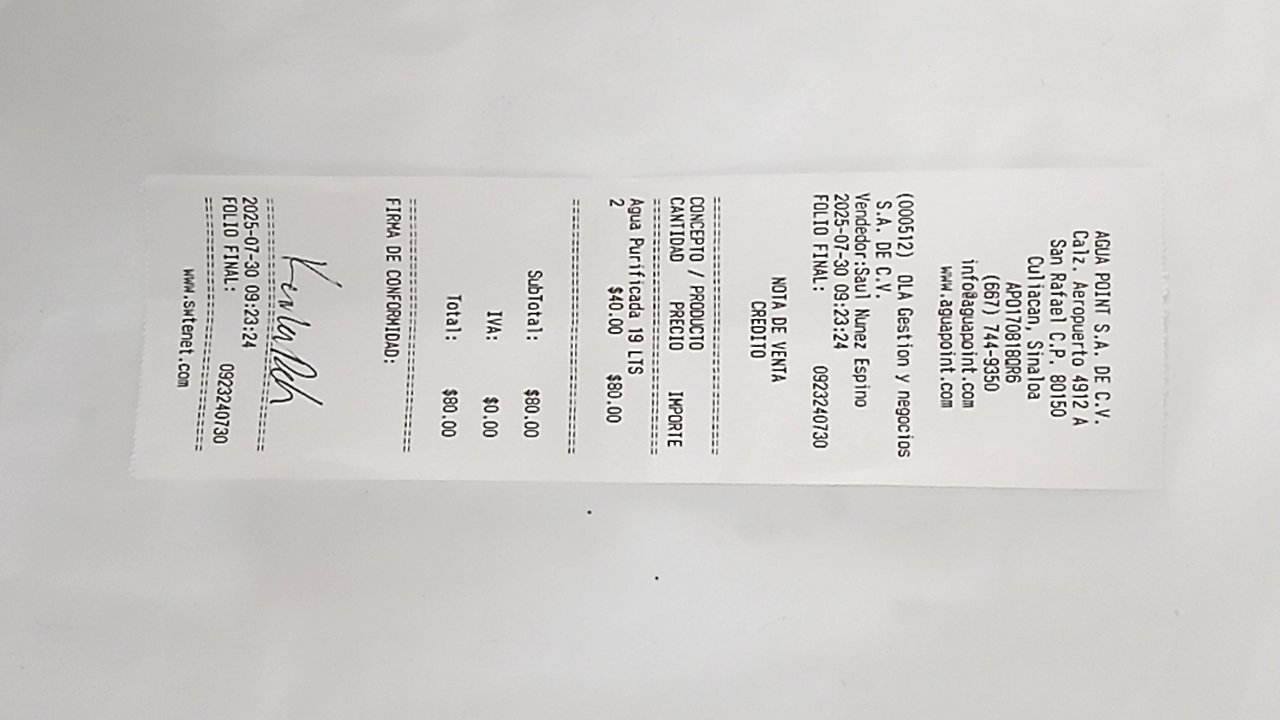 AGUA POINT S.A. DE C.V.
Calz. Aeropuerto 4912 A
San Rafael C.P. 80150
Culiacan, Sinaloa
APO170818QR6
(667) 744-9350
info@aguapoint.com
www.aguapoint.com
(000512) OLA Gestion y negocios
S.A. DE C.V.
Vendedor:Saul Nunez Espino
2025-07-30 09:23:24
FOLIO FINAL: 0923240730
NOTA DE VENTA
CREDITO
CONCEPTO / PRODUCTO
CANTIDAD PRECIO IMPORTE
Agua Purificada 19 LTS
2 $40.00 $80.00
SubTotal: $80.00
IVA: $0.00
Total: $80.00
FIRMA DE CONFORMIDAD:
2025-07-30 09:23:24
FOLIO FINAL: 0923240730
www.swtenet.com